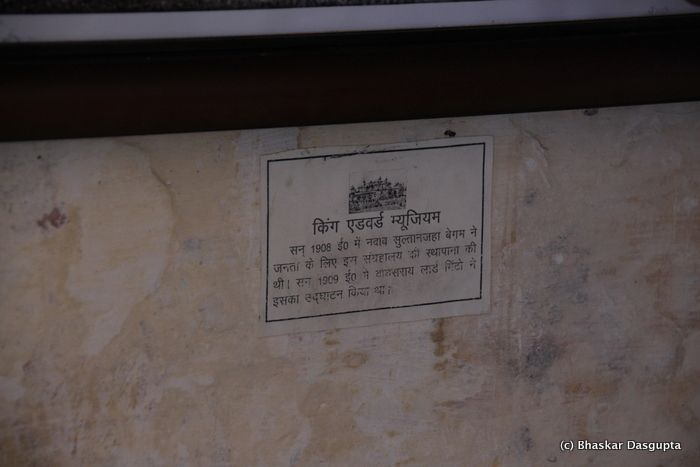 किंग एडवर्ड म्यूजियम
सन् 1908 ई0 में नवाब सुल्तानजहा बेगम ने
जनता के लिए इस संग्रहालय की स्थापाना की
थी। सन् 1909 ई0 में वायसराय लार्ड मिंटो ने
इसका उद्घाटन किया था।
(c) Bhaskar Dasgupta